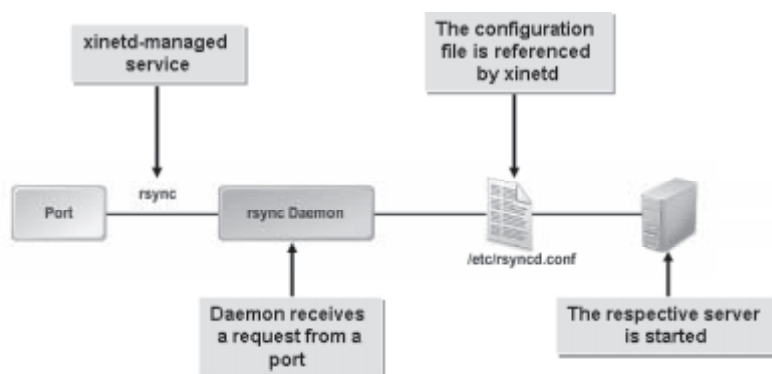 xinetd-managed
service
The configuration
file is referenced
by xinetd
Port
rsync
rsync Daemon
/etc/rsyncd.conf
Daemon receives
a request from a
port
The respective server
is started